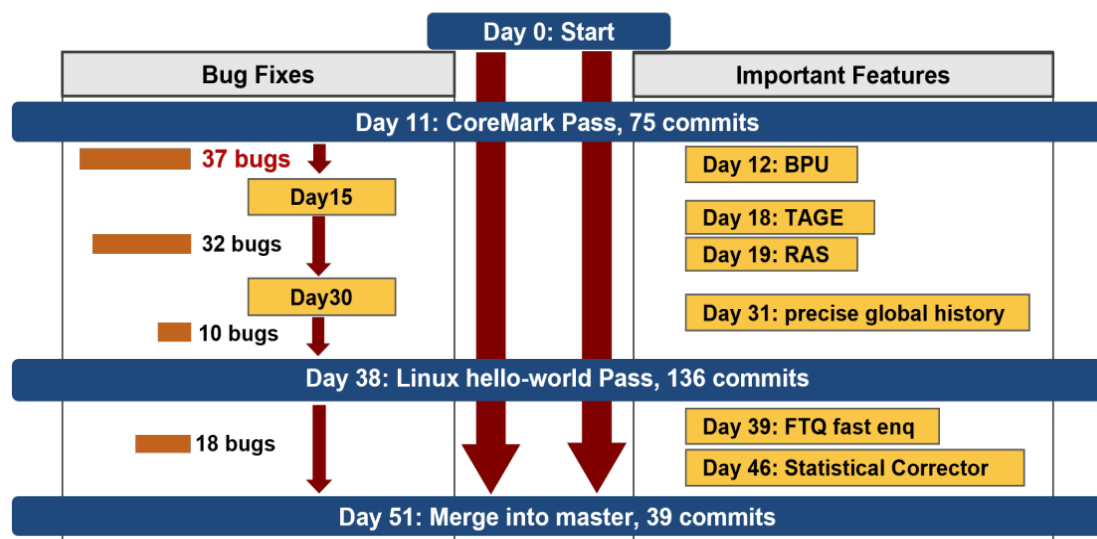 Day 0: Start
Bug Fixes
Important Features
Day 11: CoreMark Pass, 75 commits
37 bugs
Day 12: BPU
Day15
Day 18: TAGE
32 bugs
Day 19: RAS
Day30
Day 31: precise global history
10 bugs
Day 38: Linux hello-world Pass, 136 commits
Day 39: FTQ fast enq
18 bugs
Day 46: Statistical Corrector
Day 51: Merge into master, 39 commits